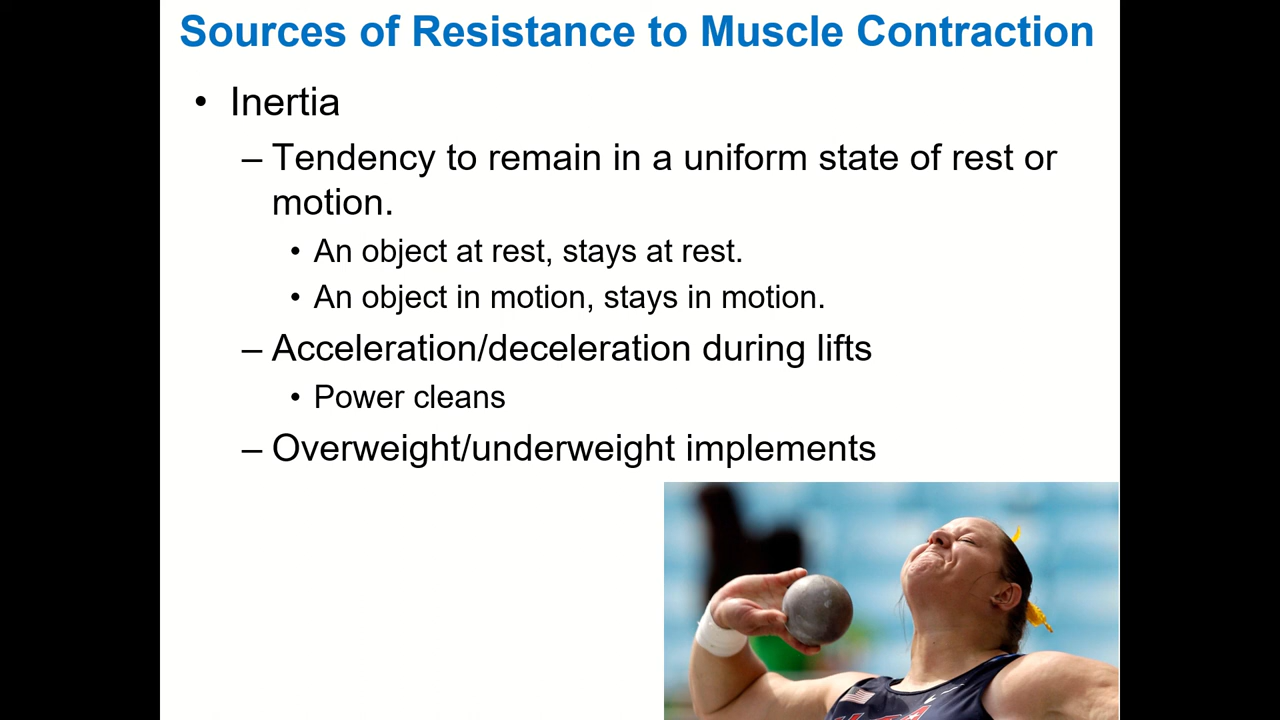 Sources of Resistance to Muscle Contraction
• Inertia
– Tendency to remain in a uniform state of rest or
motion.
• An object at rest, stays at rest.
• An object in motion, stays in motion.
– Acceleration/deceleration during lifts
• Power cleans
– Overweight/underweight implements